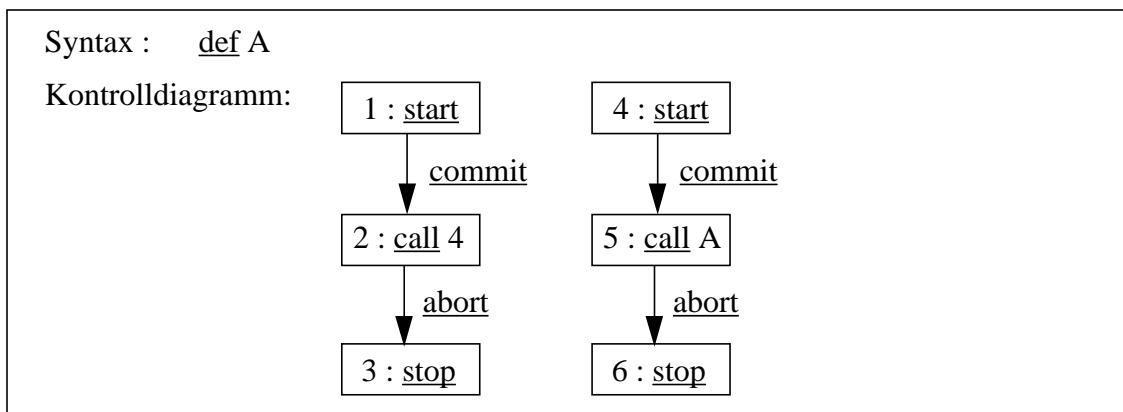 Syntax : def A
Kontrolldiagramm:
1 : start 4 : start
commit commit
2 : call 4 5 : call A
abort abort
3 : stop 6 : stop